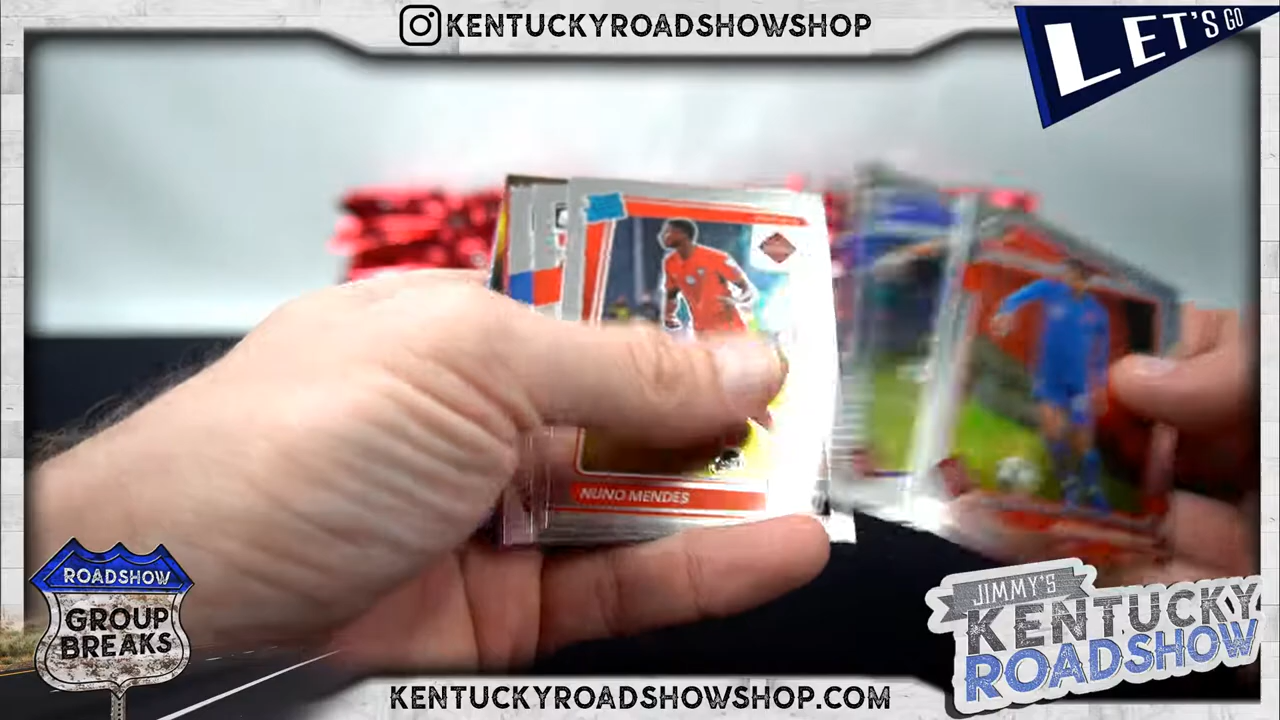 KENTUCKYROADSHOWSHOP
LET'S GO
NUNO MENDES
ROADSHOW
GROUP
BREAKS
JIMMY'S
KENTUCKY
ROADSHOW
KENTUCKYROADSHOWSHOP.COM